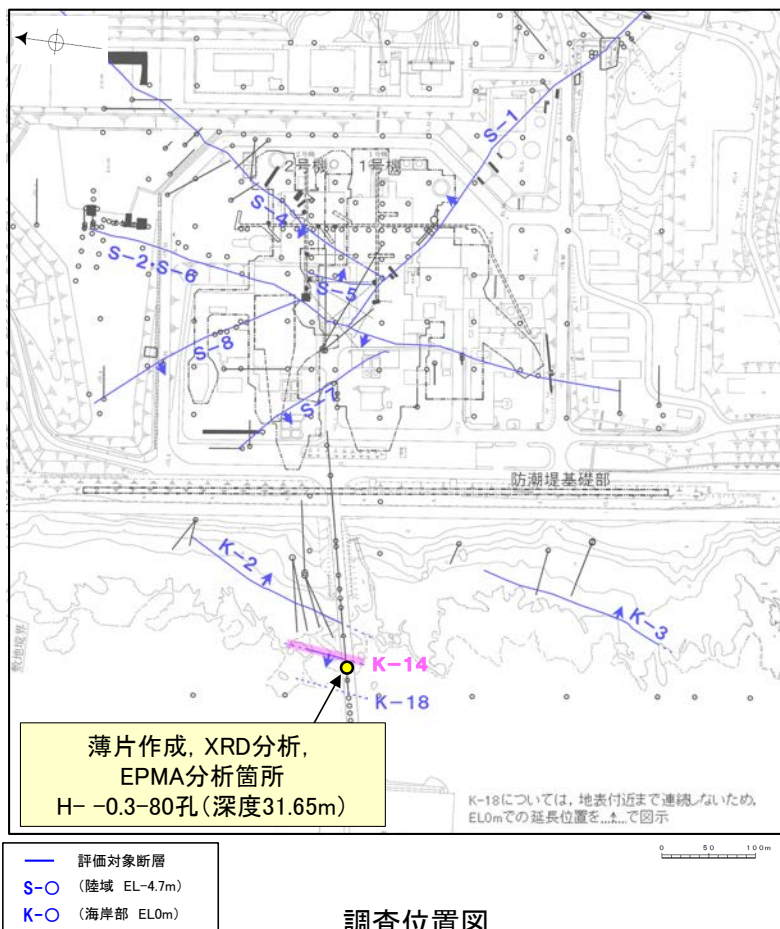 S-1
2号機
1号機
S-4
S-2・S-6
S-5
S-8
S-7
防潮堤基礎部
K-2
K-3
敷地境界
K-14
K-18
薄片作成, XRD分析,
EPMA分析箇所
H- -0.3-80孔(深度31.65m)
K-18については, 地表付近まで連続しないため,
EL0mでの延長位置を で図示
0 50 100m
評価対象断層
S-○ (陸域 EL-4.7m)
K-○ (海岸部 EL0m)
調査位置図